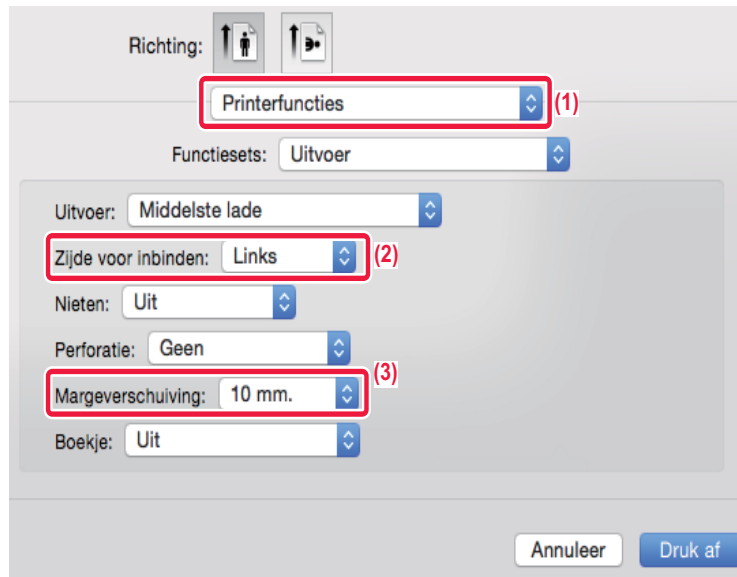 Richting:
Printerfuncties (1)
Functiesets: Uitvoer
Uitvoer: Middelste lade
Zijde voor inbinden: Links (2)
Nieten: Uit
Perforatie: Geen
(3)
Margeverschuiving: 10 mm.
Boekje: Uit
Annuleer Druk af